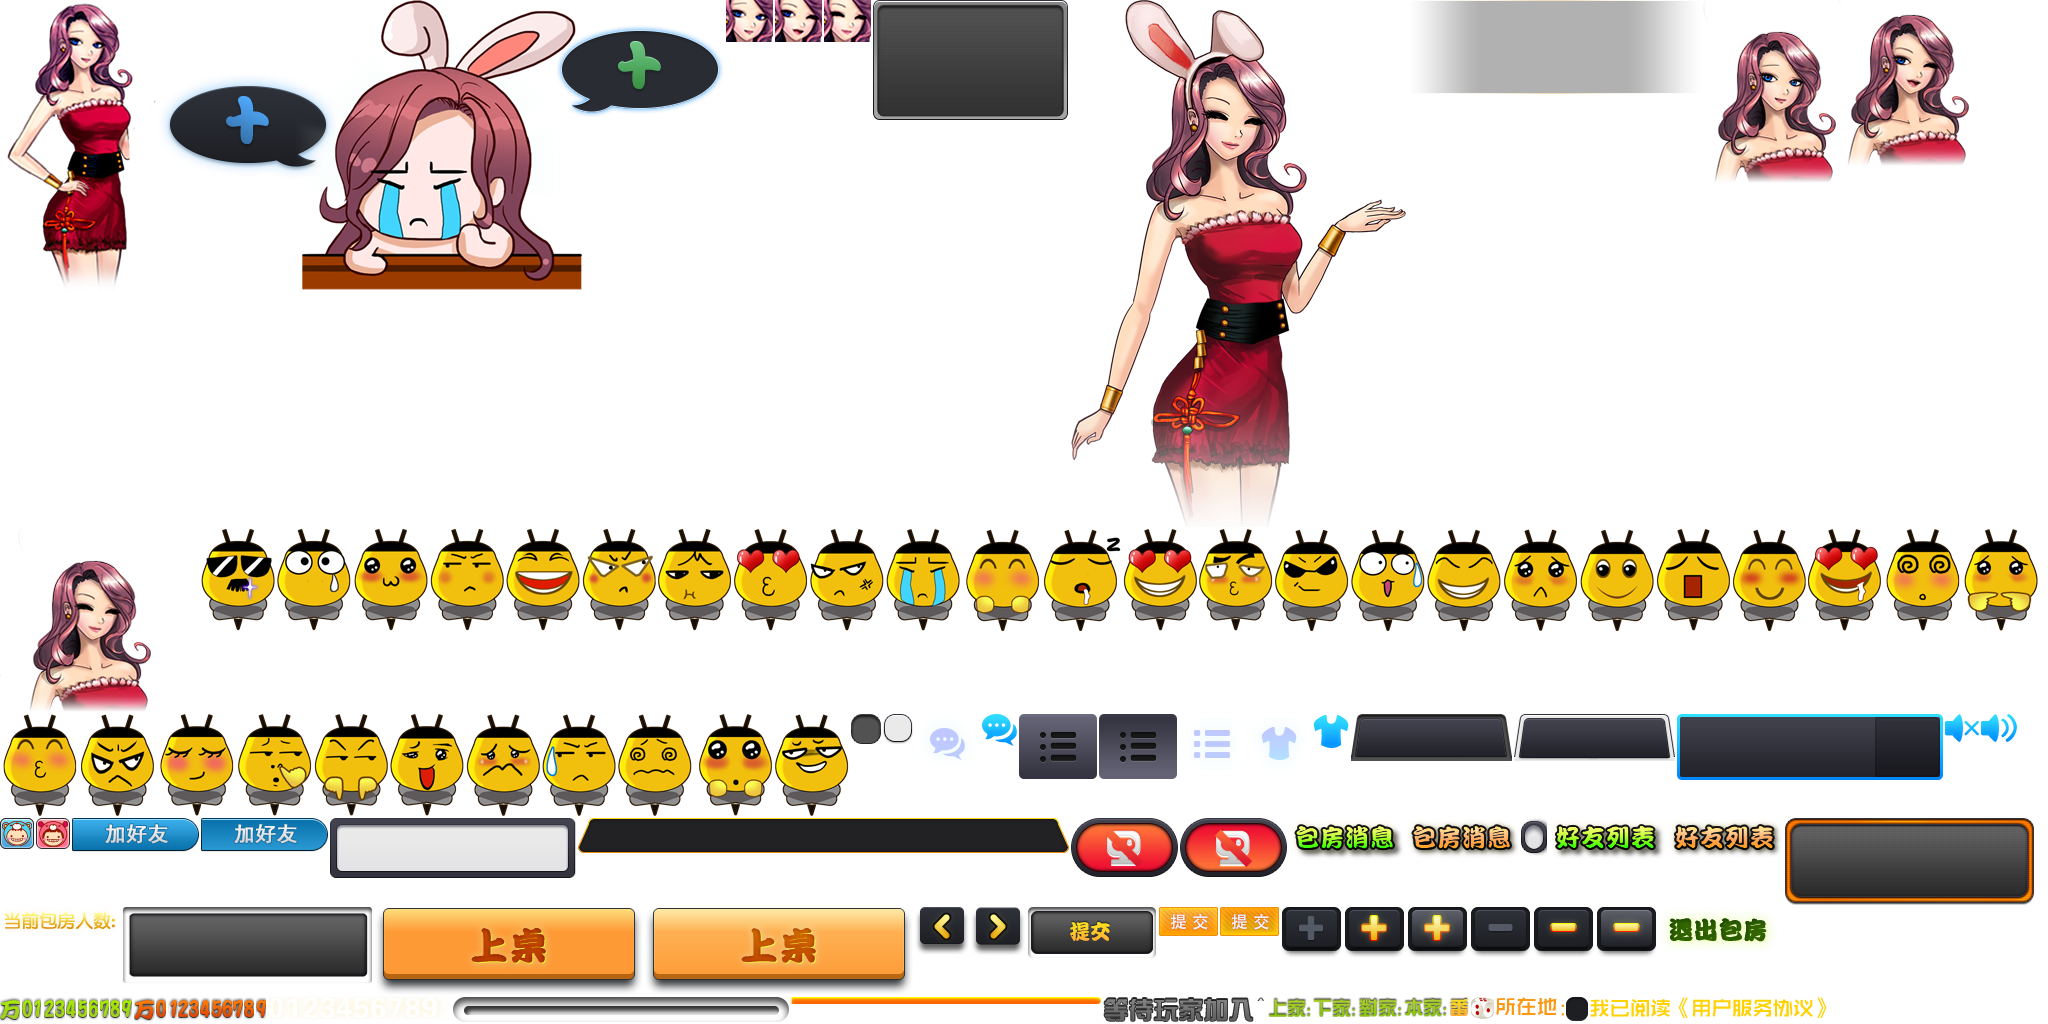 z
加好友 加好友 包房消息 包房消息 好友列表 好友列表
当前包房人数: 上桌 上桌 提交 提交 提交 退出包房
万0123456789 万0123456789 0123456789 等待玩家加入 上家: 下家: 对家: 本家: 番 所在地: 我已阅读《用户服务协议》